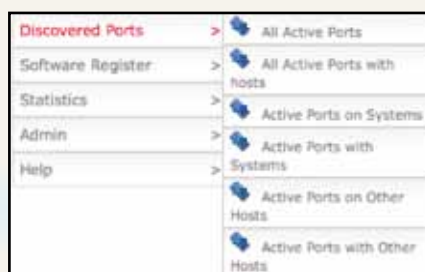 Discovered Ports >
Software Register >
Statistics >
Admin >
Help >
All Active Ports
All Active Ports with
hosts
Active Ports on Systems
Active Ports with
Systems
Active Ports on Other
Hosts
Active Ports with Other
Hosts